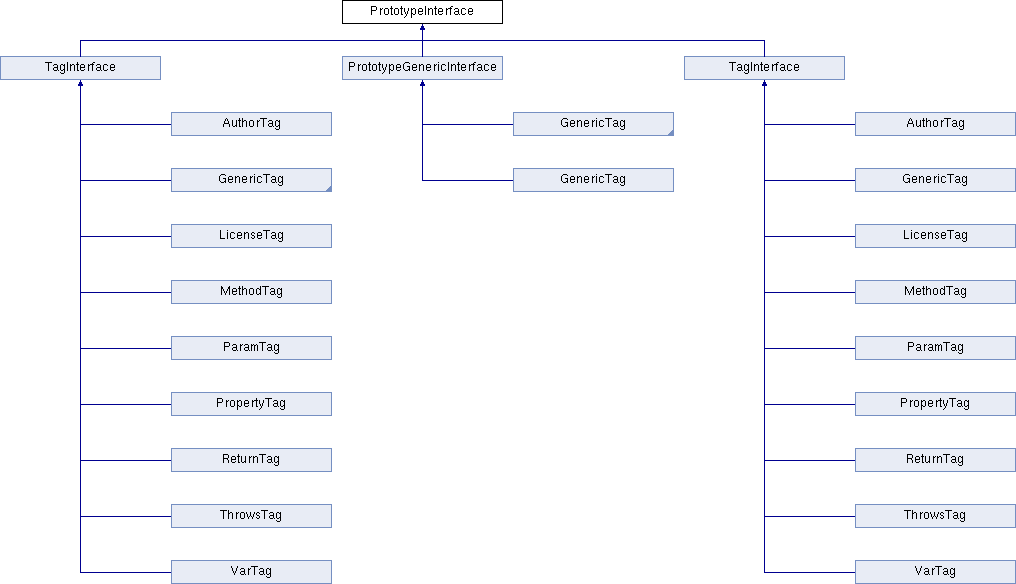 PrototypeInterface
TagInterface
PrototypeGenericInterface
TagInterface
AuthorTag
GenericTag
AuthorTag
GenericTag
GenericTag
GenericTag
LicenseTag
LicenseTag
MethodTag
MethodTag
ParamTag
ParamTag
PropertyTag
PropertyTag
ReturnTag
ReturnTag
ThrowsTag
ThrowsTag
VarTag
VarTag